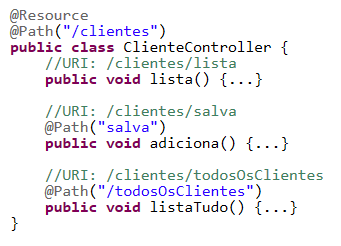 @Resource
@Path("/clientes")
public class ClienteController {
//URI: /clientes/lista
public void lista() {...}
//URI: /clientes/salva
@Path("salva")
public void adiciona() {...}
//URI: /clientes/todosOsClientes
@Path("/todosOsClientes")
public void listaTudo() {...}
}